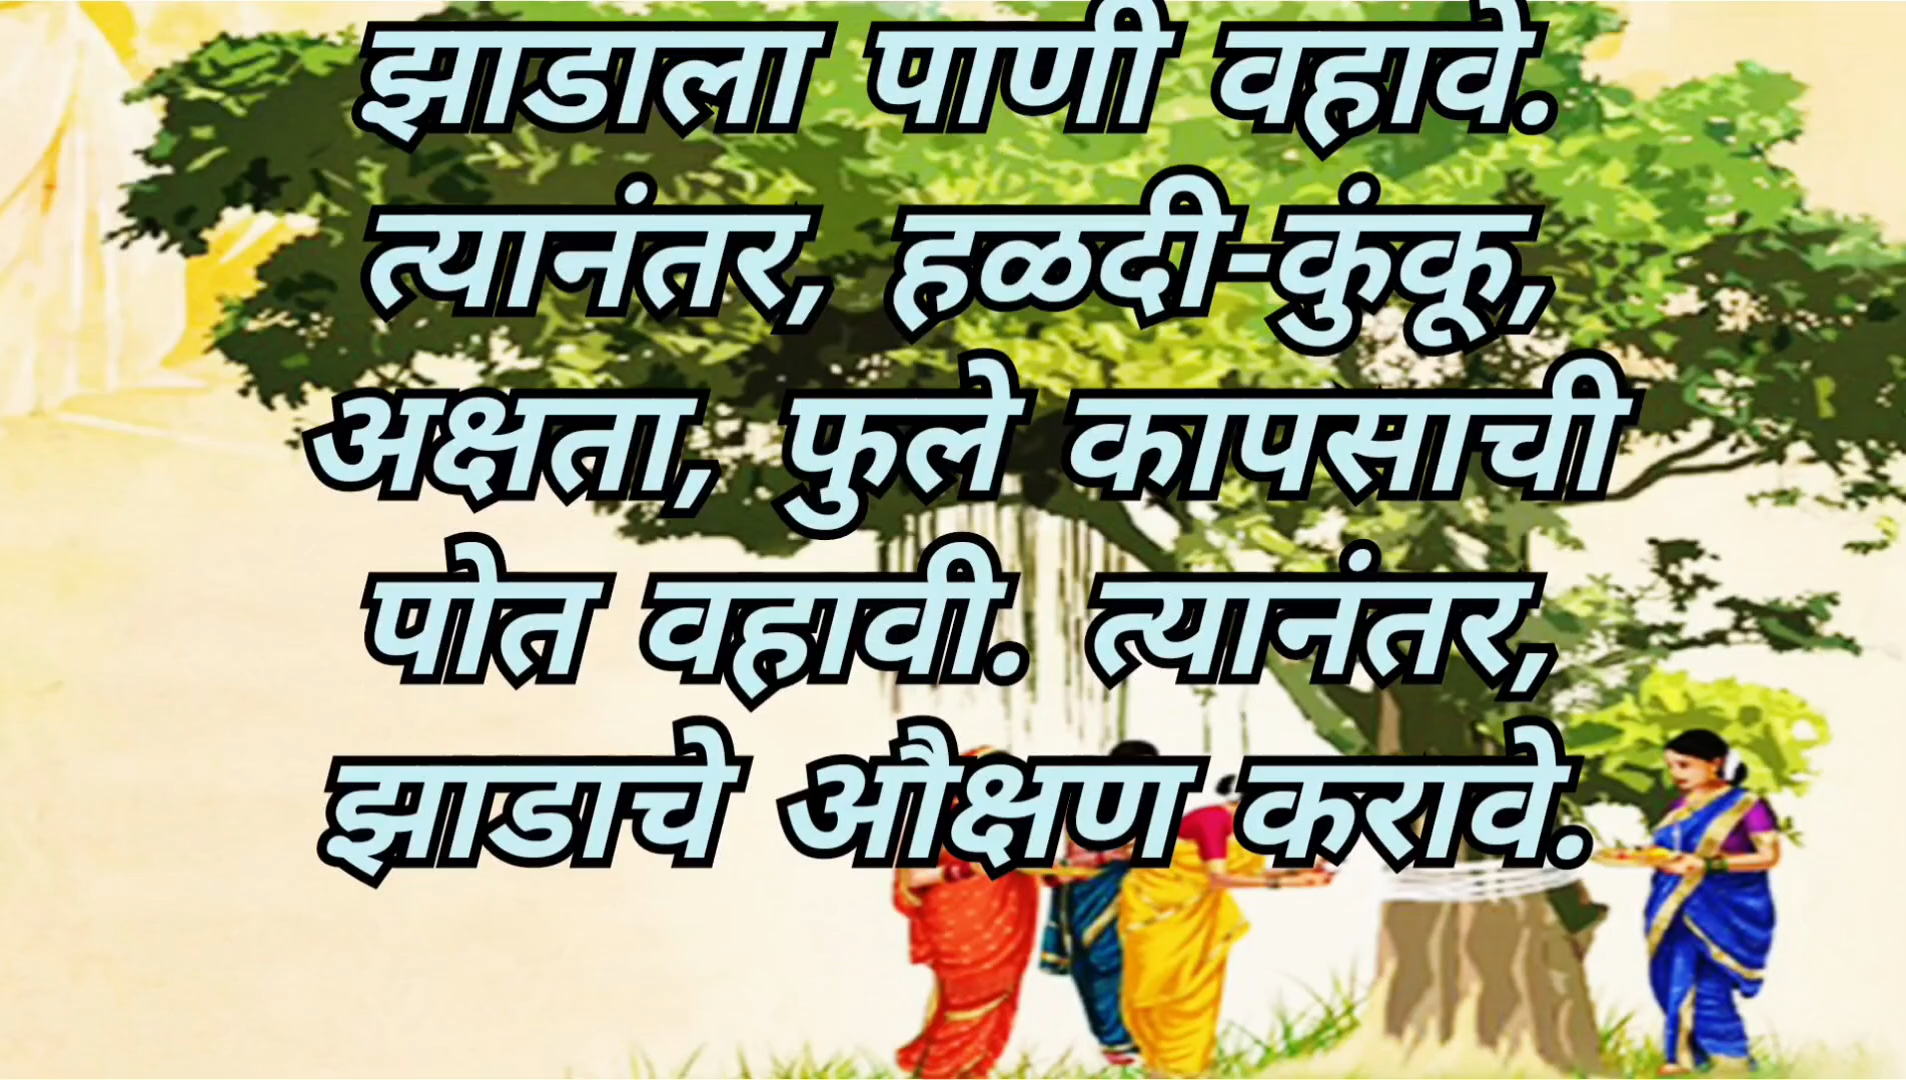 झाडाला पाणी वहावे.
त्यानंतर, हळदी-कुंकू,
अक्षता, फुले कापसाची
पोत वहावी. त्यानंतर,
झाडाचे औक्षण करावे.